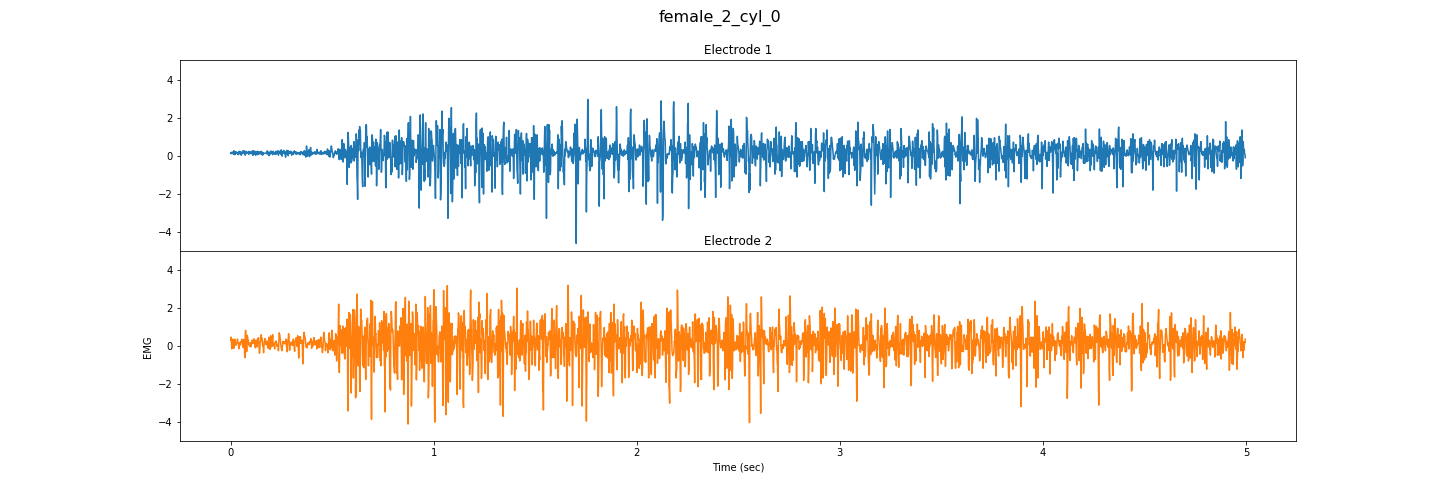 female_2_cyl_0
Electrode 1
4
2
0
−2
−4
Electrode 2
4
2
0
−2
−4
EMG
0 1 2 3 4 5
Time (sec)